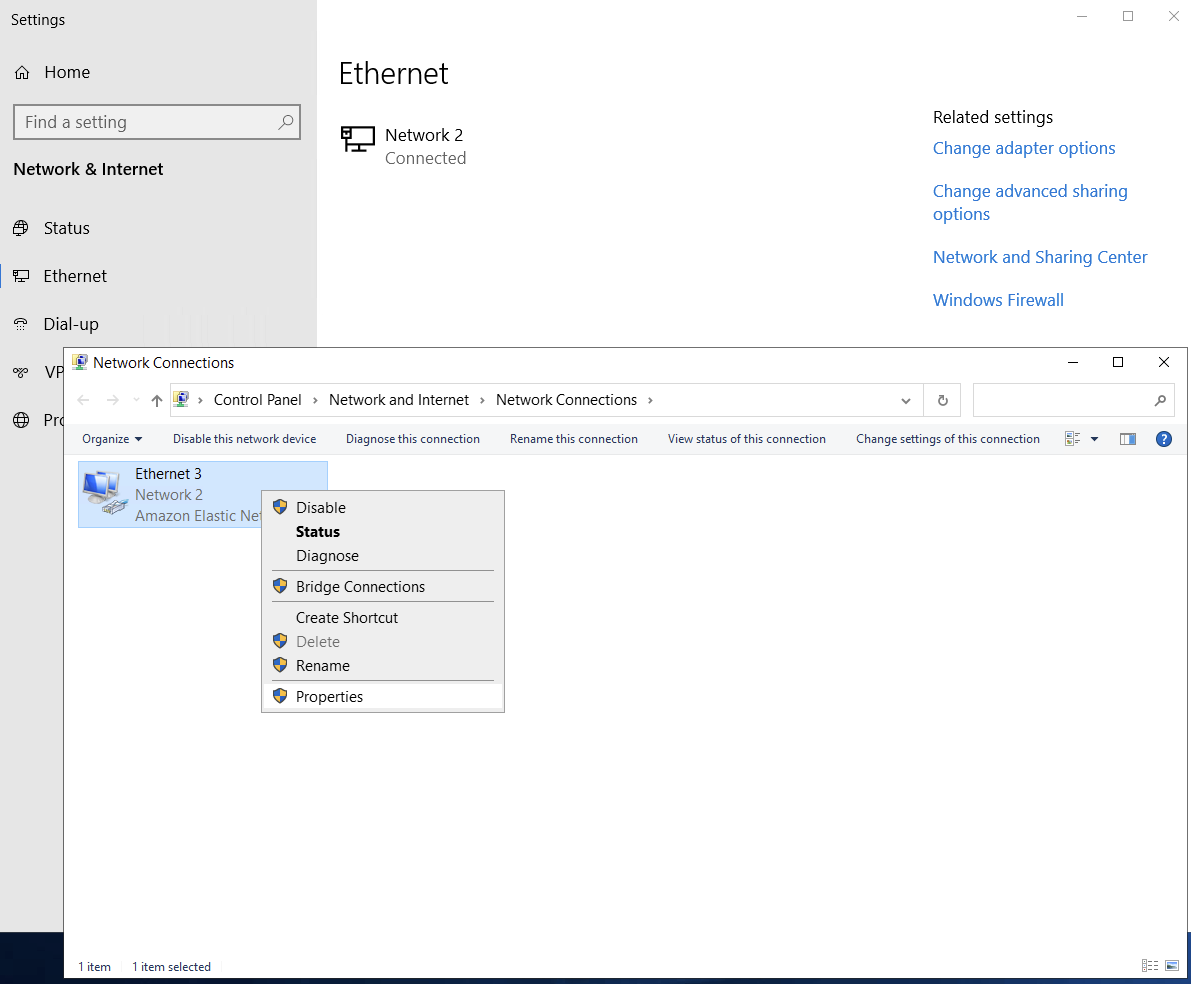 Settings
Home
Find a setting
Network & Internet
Status
Ethernet
Dial-up
VP
Pro
Ethernet
Network 2
Connected
Related settings
Change adapter options
Change advanced sharing
options
Network and Sharing Center
Windows Firewall
Network Connections
Control Panel > Network and Internet > Network Connections >
Organize Disable this network device Diagnose this connection Rename this connection View status of this connection Change settings of this connection ?
Ethernet 3
Network 2
Amazon Elastic Net
Disable
Status
Diagnose
Bridge Connections
Create Shortcut
Delete
Rename
Properties
1 item 1 item selected